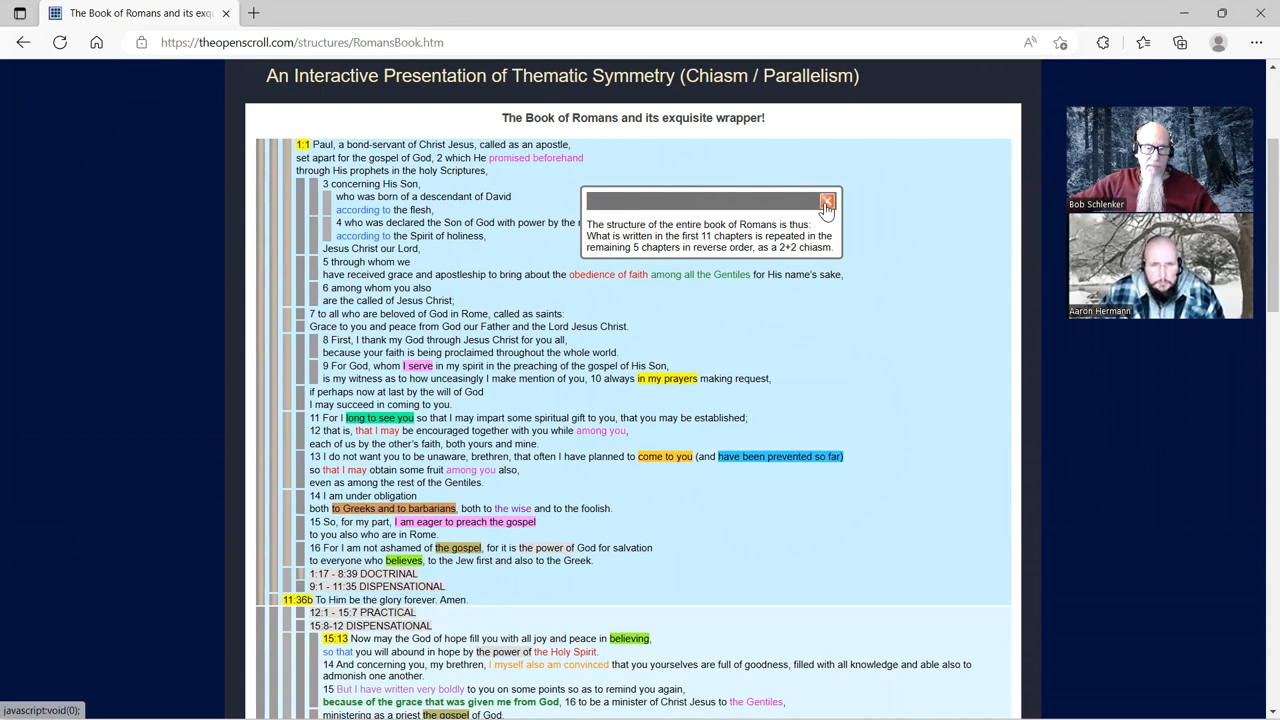 The Book of Romans and its exqu
https://theopenscroll.com/structures/RomansBook.htm
An Interactive Presentation of Thematic Symmetry (Chiasm / Parallelism)
The Book of Romans and its exquisite wrapper!
1:1 Paul, a bond-servant of Christ Jesus, called as an apostle,
set apart for the gospel of God, 2 which He promised beforehand
through His prophets in the holy Scriptures,
3 concerning His Son,
who was born of a descendant of David
according to the flesh,
4 who was declared the Son of God with power by the r
according to the Spirit of holiness,
Jesus Christ our Lord,
The structure of the entire book of Romans is thus:
What is written in the first 11 chapters is repeated in the
remaining 5 chapters in reverse order, as a 2+2 chiasm.
5 through whom we
have received grace and apostleship to bring about the obedience of faith among all the Gentiles for His name's sake,
6 among whom you also
are the called of Jesus Christ;
7 to all who are beloved of God in Rome, called as saints:
Grace to you and peace from God our Father and the Lord Jesus Christ.
8 First, I thank my God through Jesus Christ for you all,
because your faith is being proclaimed throughout the whole world.
9 For God, whom I serve in my spirit in the preaching of the gospel of His Son,
is my witness as to how unceasingly I make mention of you, 10 always in my prayers making request,
if perhaps now at last by the will of God
I may succeed in coming to you.
11 For I long to see you so that I may impart some spiritual gift to you, that you may be established;
12 that is, that I may be encouraged together with you while among you,
each of us by the other's faith, both yours and mine.
13 I do not want you to be unaware, brethren, that often I have planned to come to you (and have been prevented so far)
so that I may obtain some fruit among you also,
even as among the rest of the Gentiles.
14 I am under obligation
both to Greeks and to barbarians, both to the wise and to the foolish.
15 So, for my part, I am eager to preach the gospel
to you also who are in Rome.
16 For I am not ashamed of the gospel, for it is the power of God for salvation
to everyone who believes, to the Jew first and also to the Greek.
1:17 - 8:39 DOCTRINAL
9:1 - 11:35 DISPENSATIONAL
11:36b To Him be the glory forever. Amen.
12:1 - 15:7 PRACTICAL
15:8-12 DISPENSATIONAL
15:13 Now may the God of hope fill you with all joy and peace in believing,
so that you will abound in hope by the power of the Holy Spirit.
14 And concerning you, my brethren, I myself also am convinced that you yourselves are full of goodness, filled with all knowledge and able also to
admonish one another.
15 But I have written very boldly to you on some points so as to remind you again,
because of the grace that was given me from God, 16 to be a minister of Christ Jesus to the Gentiles,
ministering as a priest the gospel of God.
Bob Schlenker
Aaron Hermann
javascript:void(0);